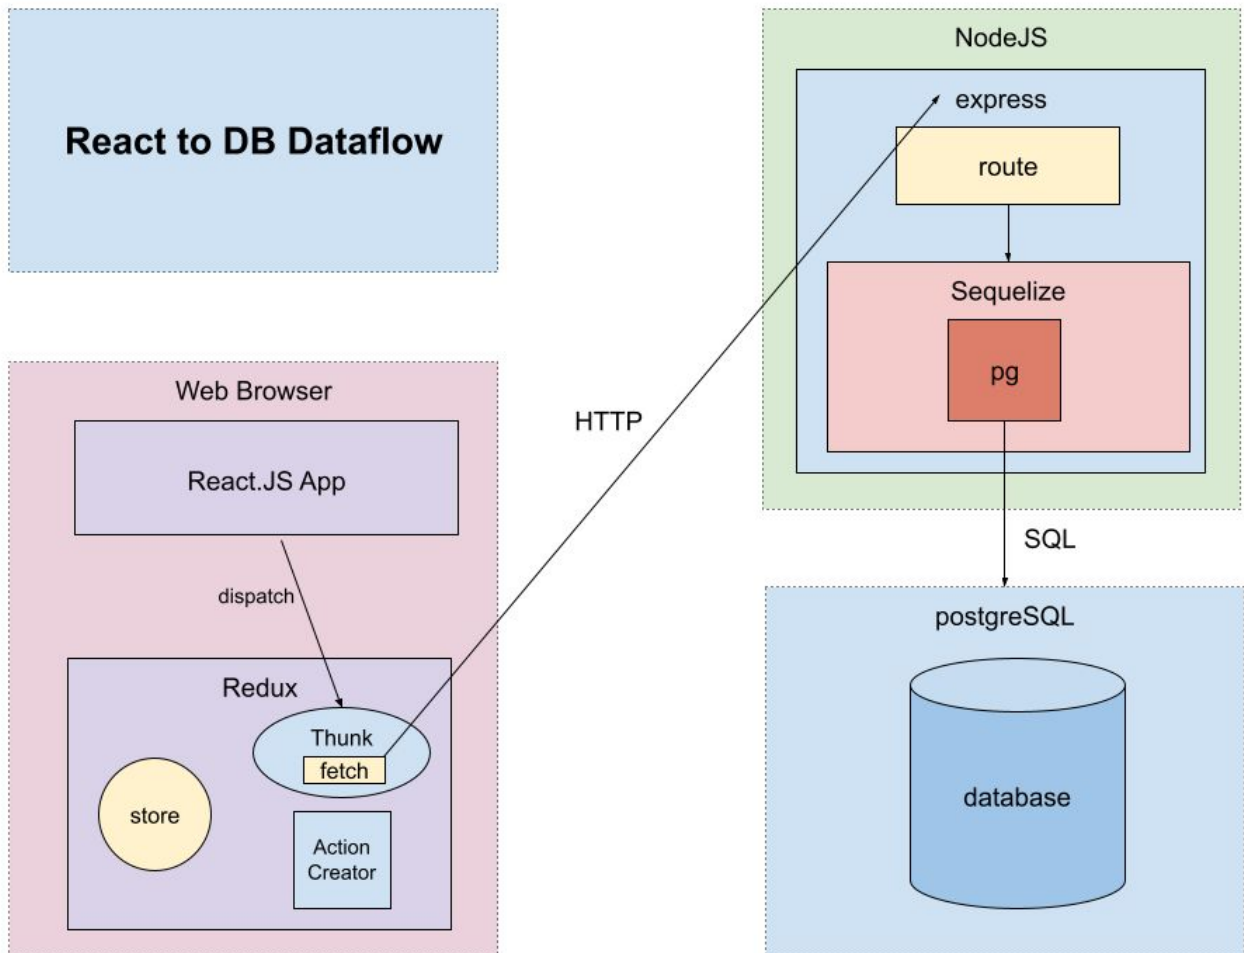 React to DB Dataflow
NodeJS
express
route
Sequelize
pg
HTTP
SQL
Web Browser
React.JS App
dispatch
Redux
Thunk
fetch
store
Action
Creator
postgreSQL
database